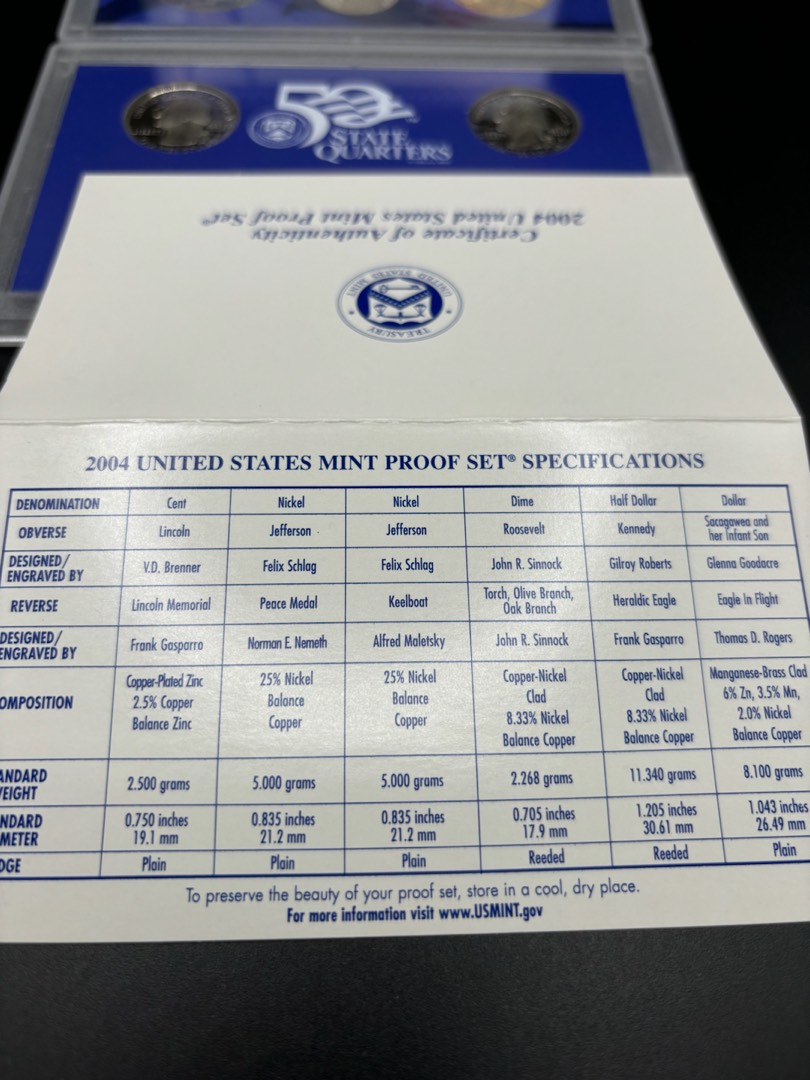 50
STATE
QUARTERS
2004 United States Mint Proof Set®
Certificate of Authenticity
UNITED STATES MINT
TREASURY
2004 UNITED STATES MINT PROOF SET® SPECIFICATIONS
DENOMINATION Cent Nickel Nickel Dime Half Dollar Dollar
OBVERSE Lincoln Jefferson Jefferson Roosevelt Kennedy Sacagawea and
her Infant Son
DESIGNED/
ENGRAVED BY V.D. Brenner Felix Schlag Felix Schlag John R. Sinnock Gilroy Roberts Glenna Goodacre
REVERSE Lincoln Memorial Peace Medal Keelboat Torch, Olive Branch,
Oak Branch Heraldic Eagle Eagle In Flight
DESIGNED/
ENGRAVED BY Frank Gasparro Norman E. Nemeth Alfred Maletsky John R. Sinnock Frank Gasparro Thomas D. Rogers
OMPOSITION Copper-Plated Zinc 25% Nickel 25% Nickel Copper-Nickel Copper-Nickel Manganese-Brass Clad
2.5% Copper Balance Balance Clad Clad 6% Zn, 3.5% Mn,
Balance Zinc Copper Copper 8.33% Nickel 8.33% Nickel 2.0% Nickel
Balance Copper Balance Copper Balance Copper
ANDARD
EIGHT 2.500 grams 5.000 grams 5.000 grams 2.268 grams 11.340 grams 8.100 grams
NDARD 0.750 inches 0.835 inches 0.835 inches 0.705 inches 1.205 inches 1.043 inches
METER 19.1 mm 21.2 mm 21.2 mm 17.9 mm 30.61 mm 26.49 mm
DGE Plain Plain Plain Reeded Reeded Plain
To preserve the beauty of your proof set, store in a cool, dry place.
For more information visit www.USMINT.gov